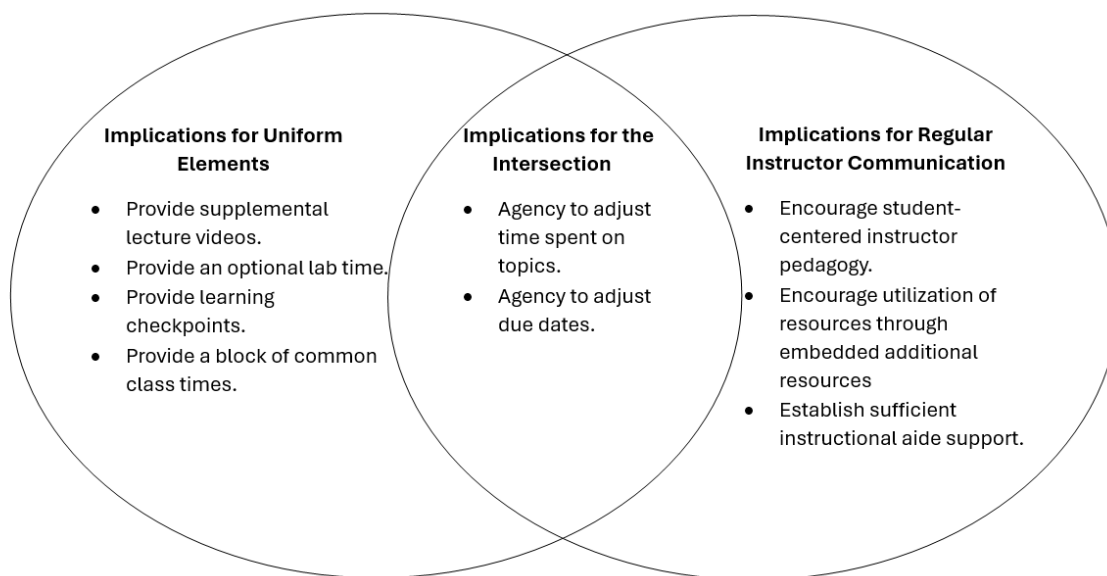 Implications for Uniform
Elements
• Provide supplemental
lecture videos.
• Provide an optional lab time.
• Provide learning
checkpoints.
• Provide a block of common
class times.
Implications for the
Intersection
• Agency to adjust
time spent on
topics.
• Agency to adjust
due dates.
Implications for Regular
Instructor Communication
• Encourage student-
centered instructor
pedagogy.
• Encourage utilization of
resources through
embedded additional
resources
• Establish sufficient
instructional aide support.